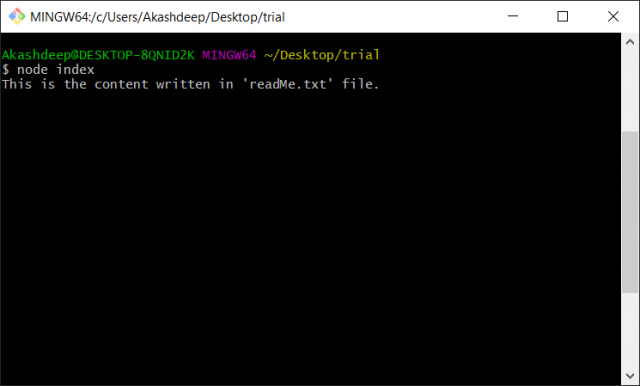 MINGW64:/c/Users/Akashdeep/Desktop/trial
Akashdeep@DESKTOP-8QNID2K MINGW64 ~/Desktop/trial
$ node index
This is the content written in 'readMe.txt' file.